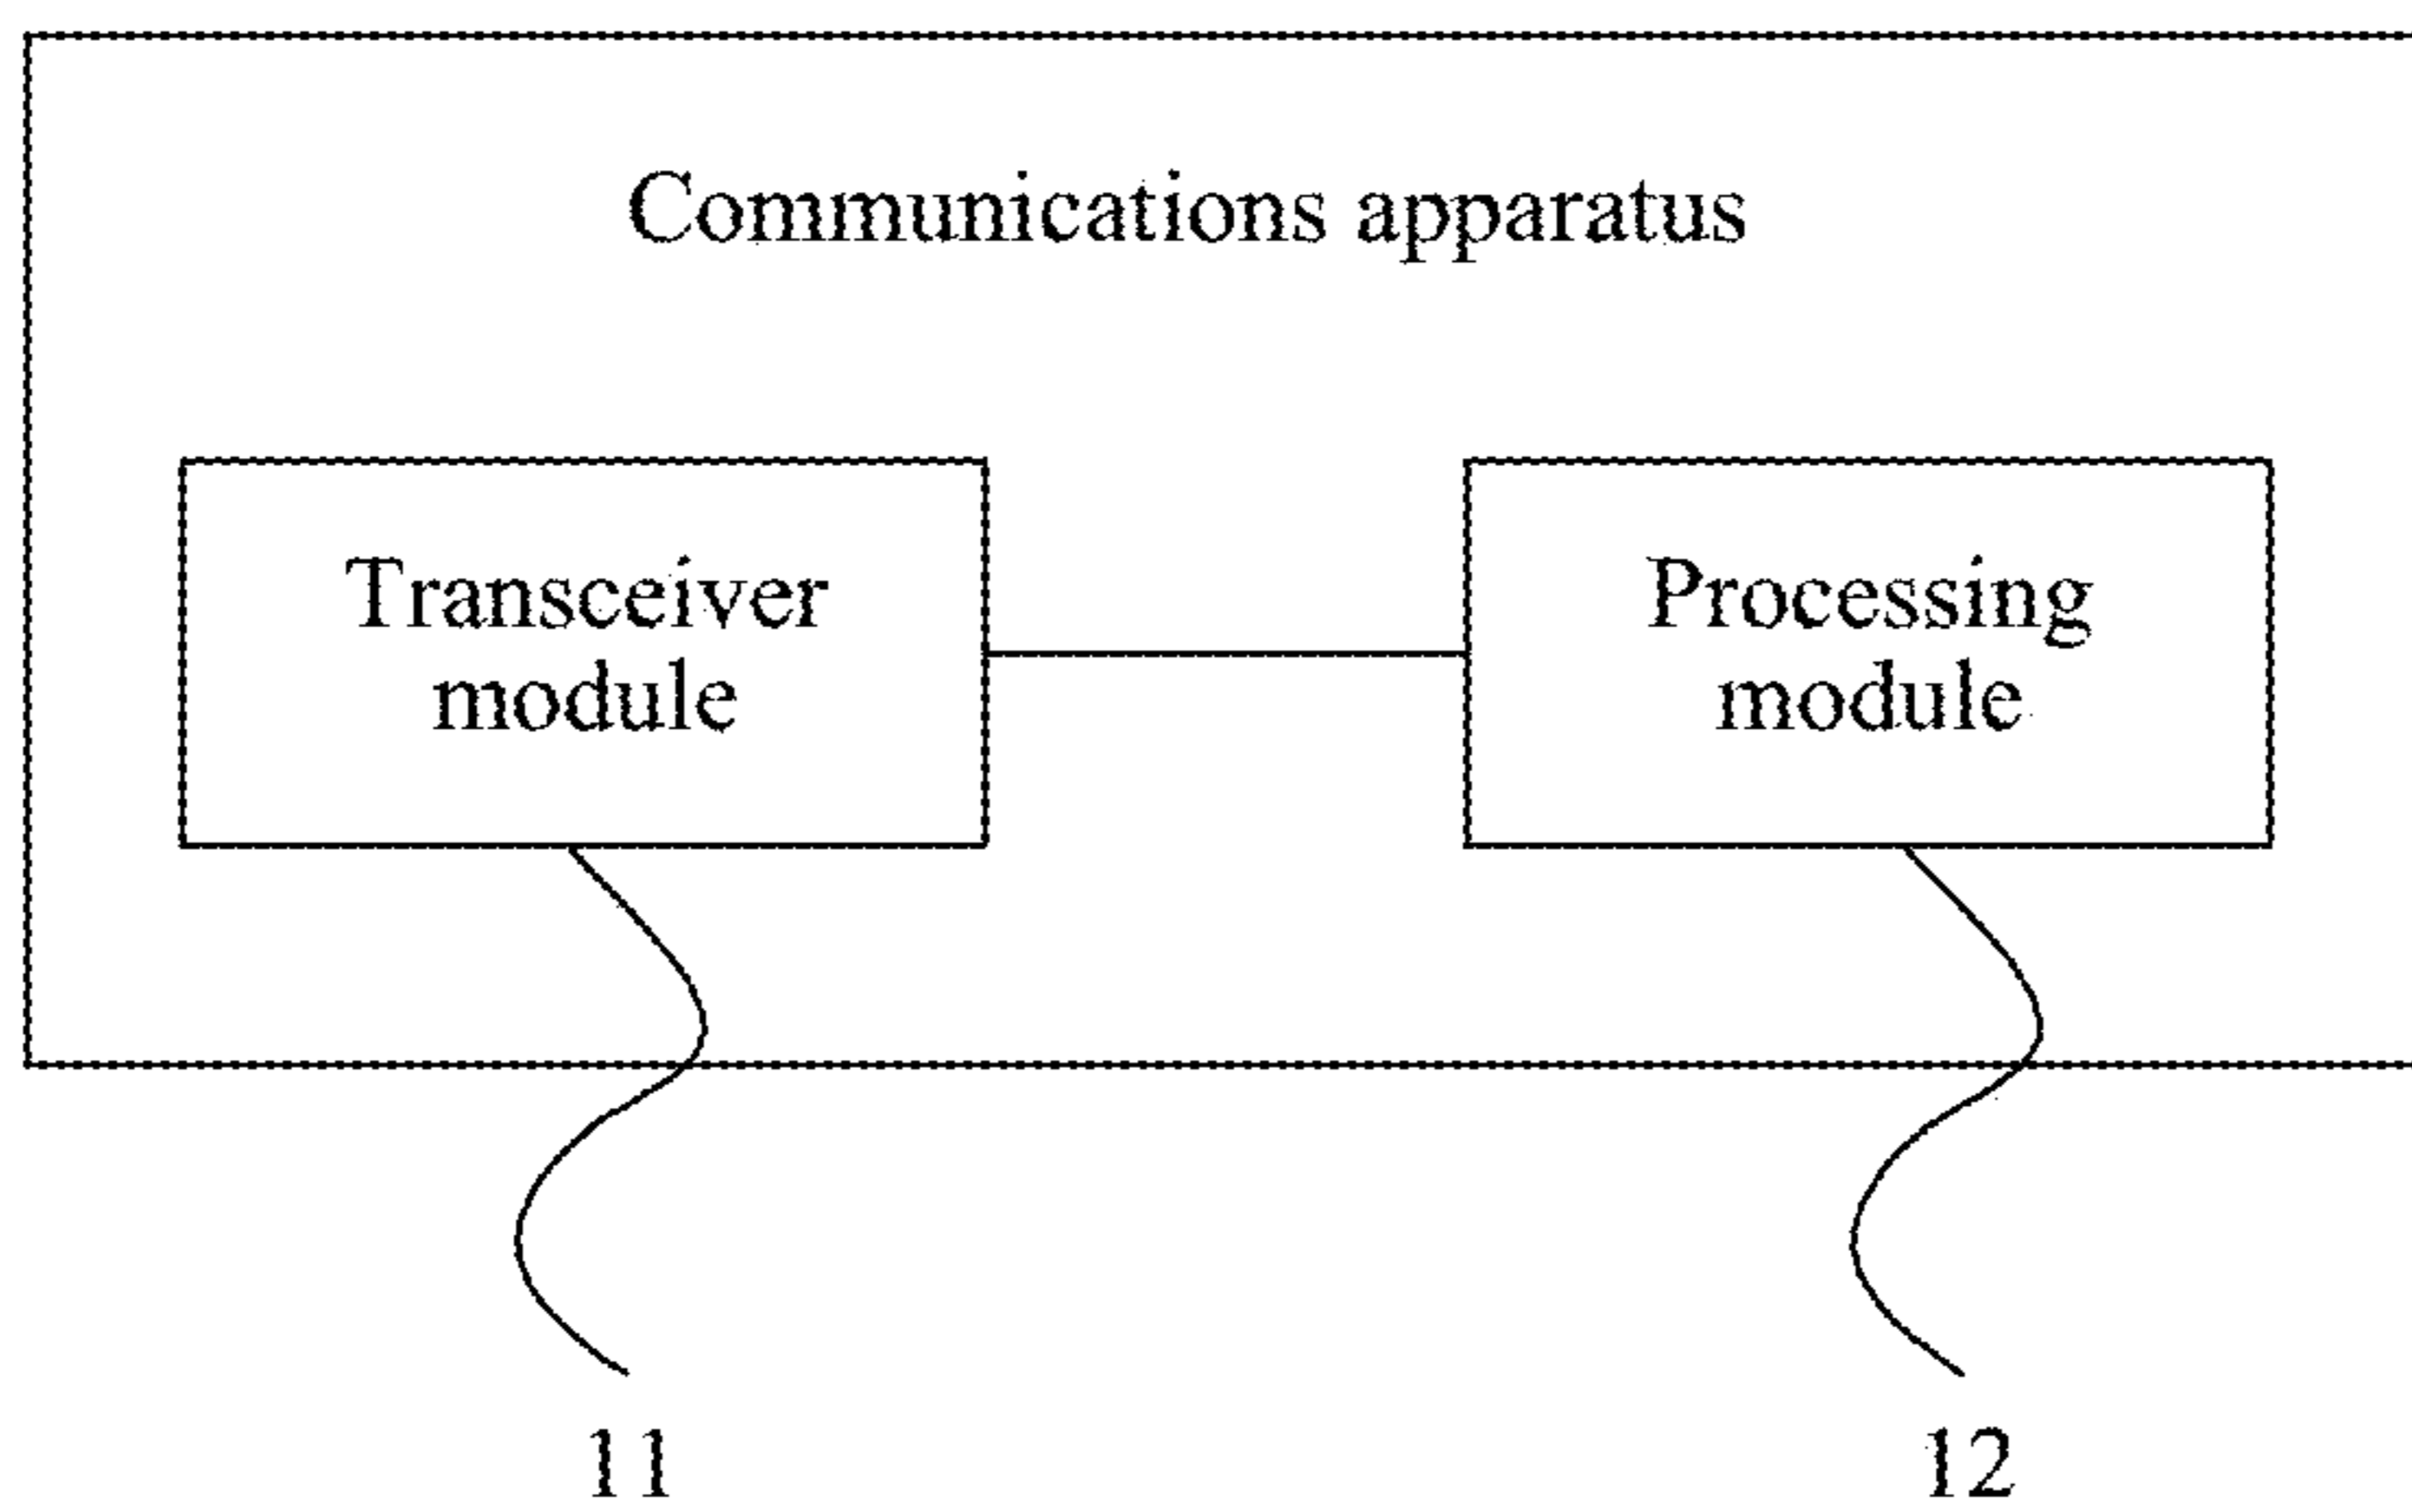 Communications apparatus
Transceiver
module
Processing
module
11
12